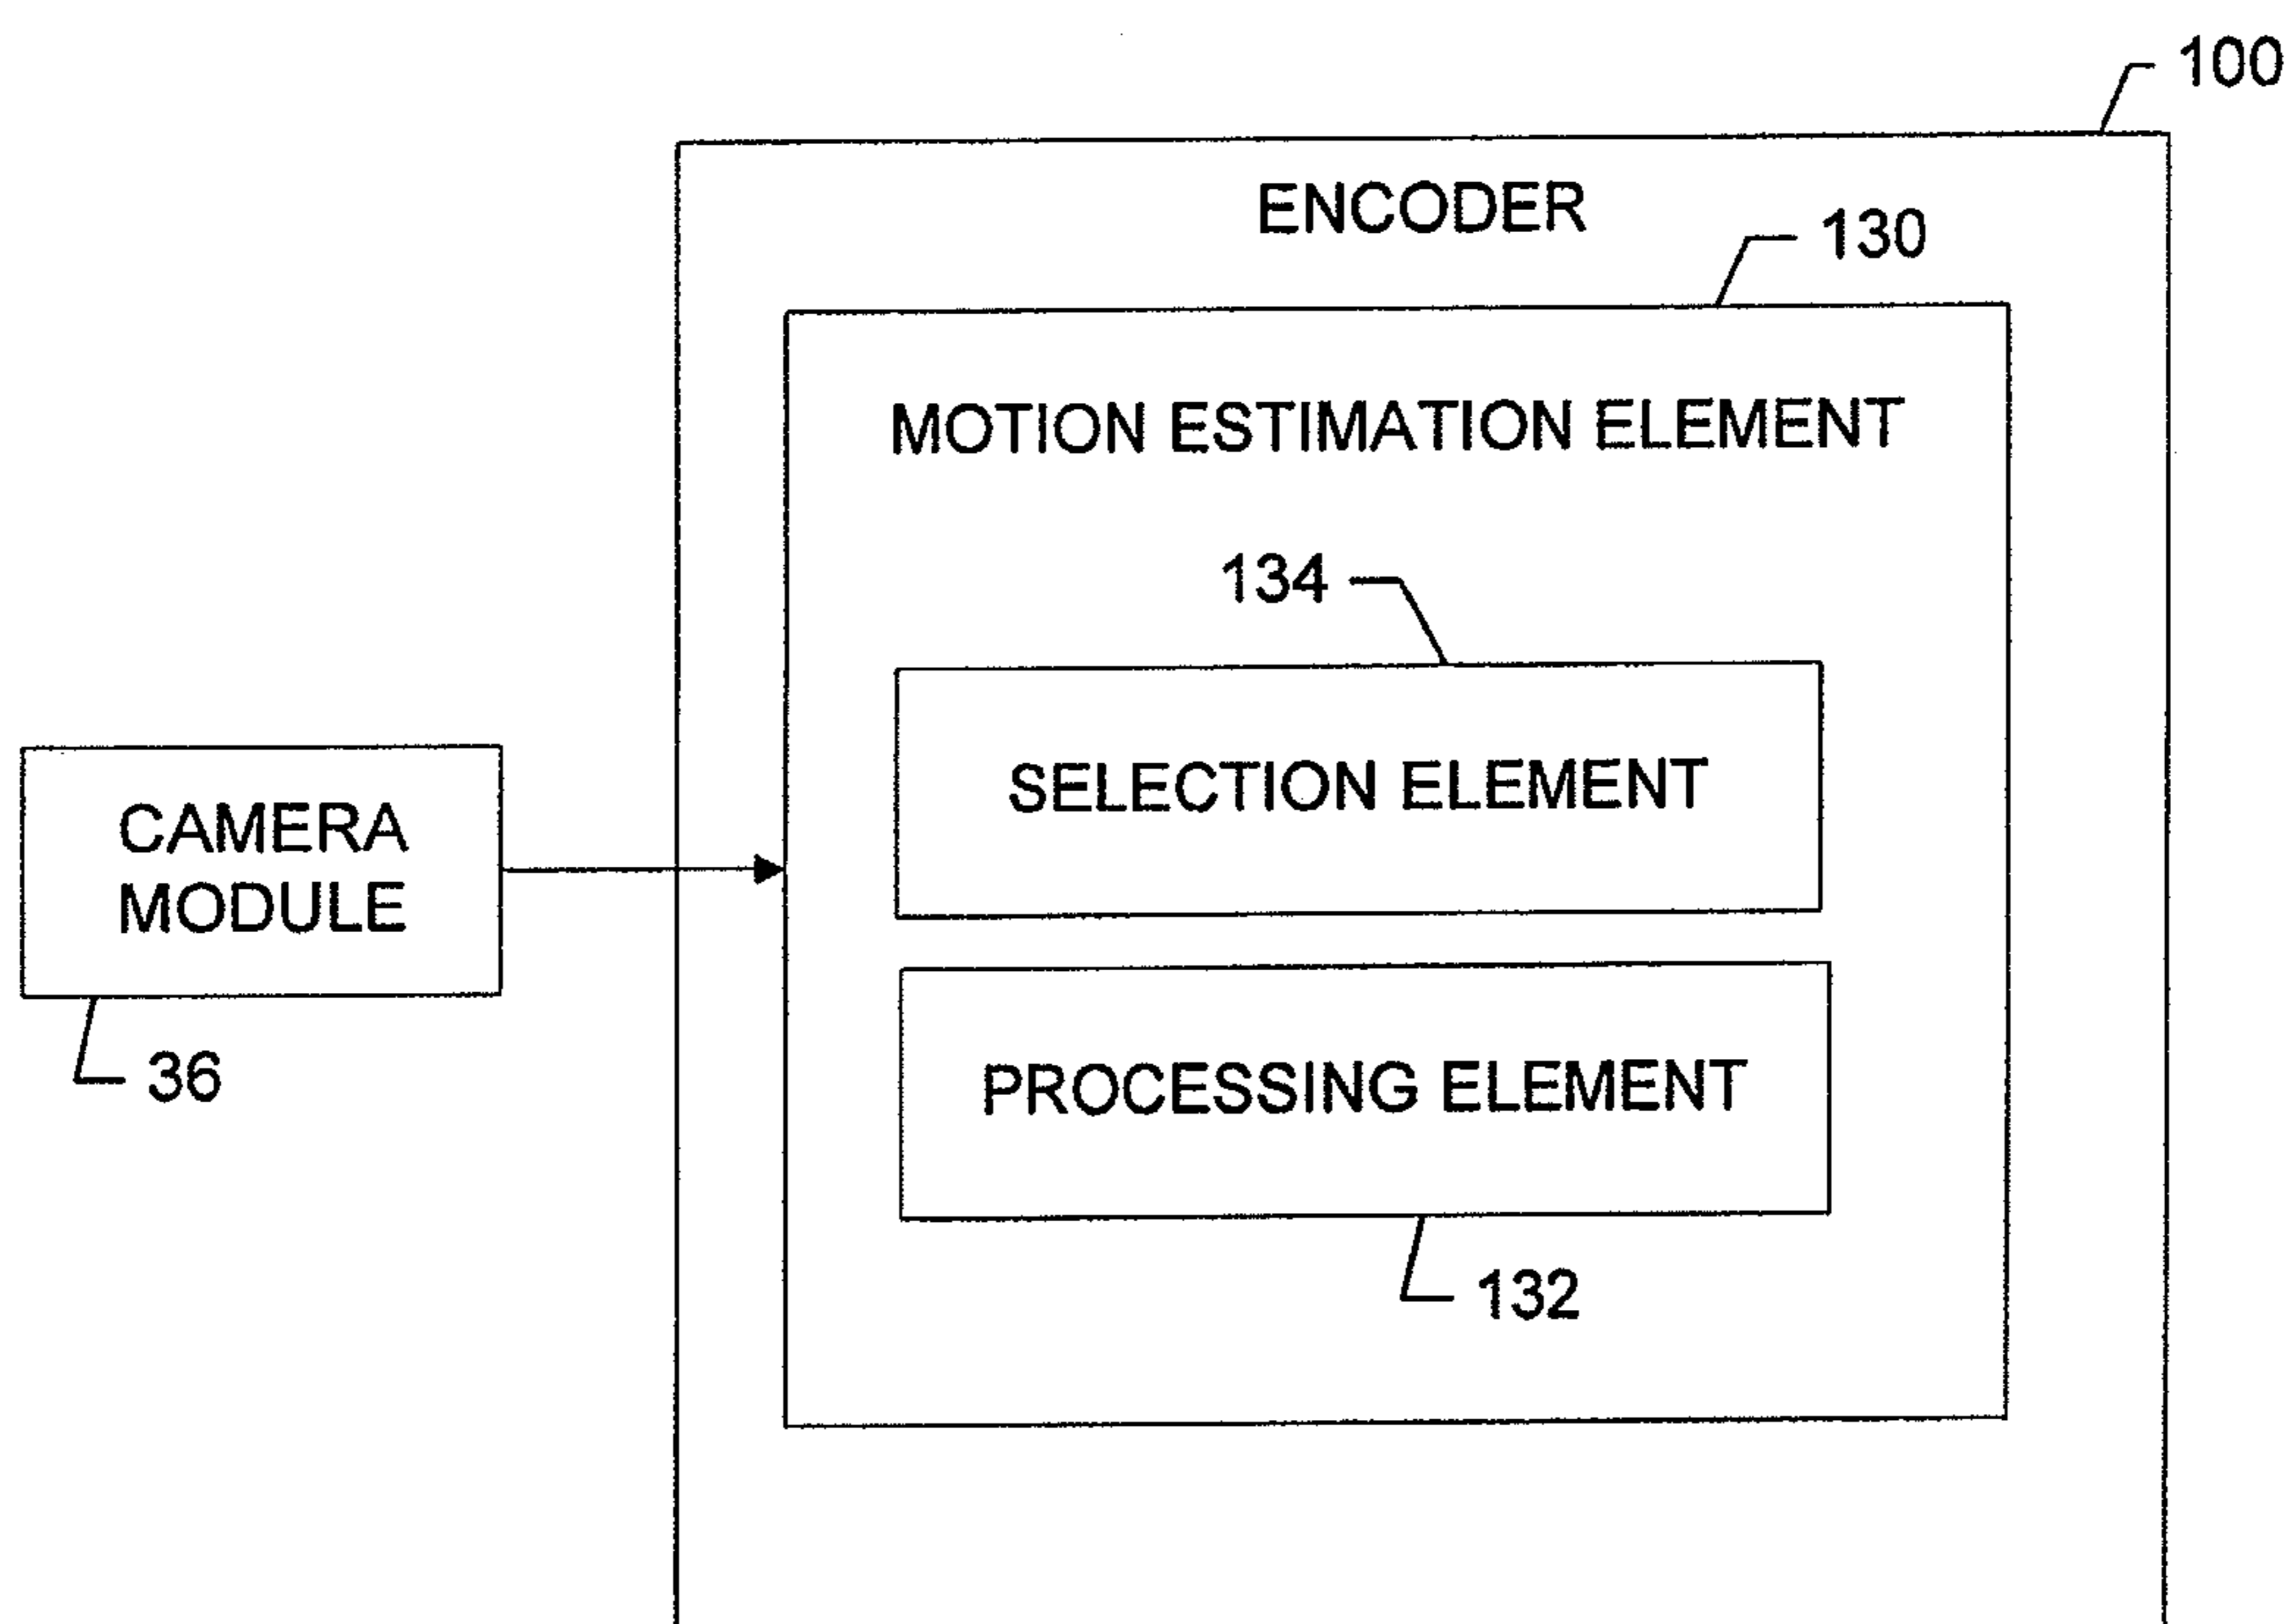 100
ENCODER
130
MOTION ESTIMATION ELEMENT
134
SELECTION ELEMENT
CAMERA
MODULE
36
PROCESSING ELEMENT
132